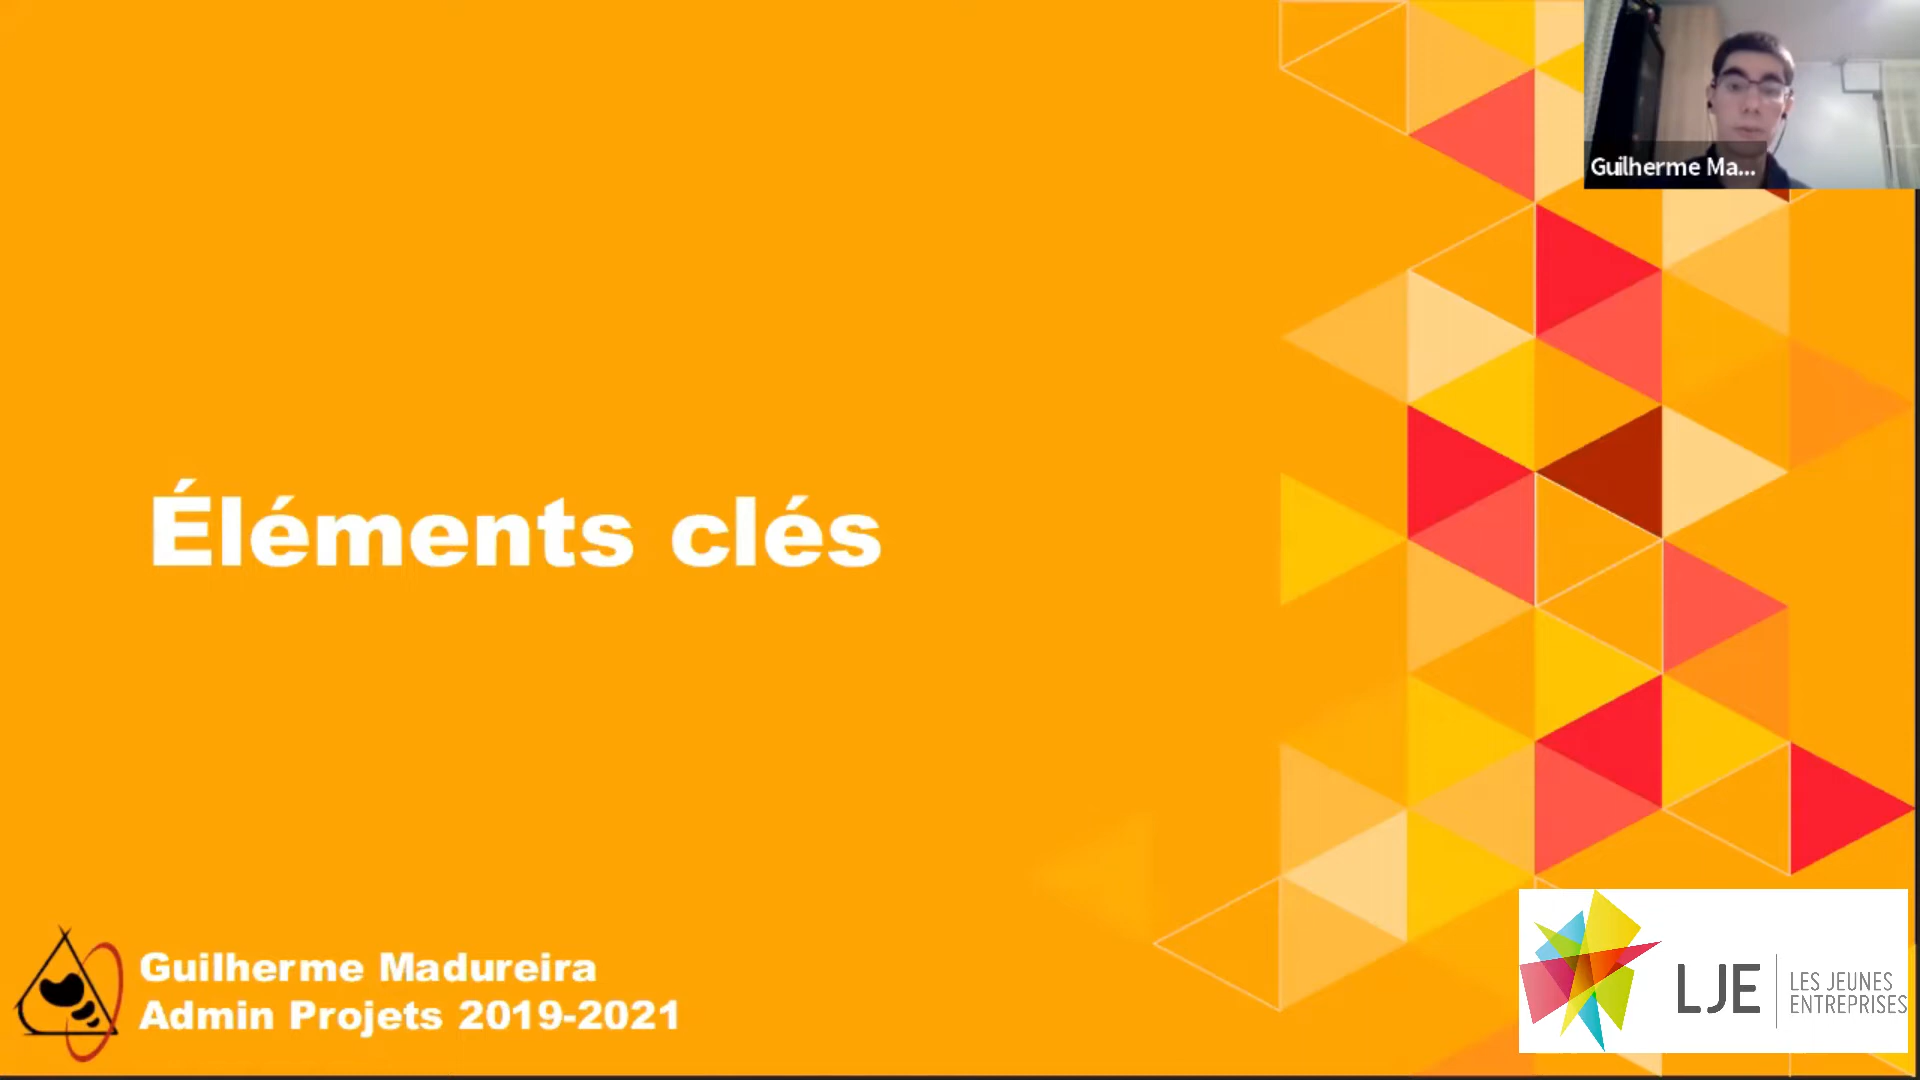 Guilherme Ma...
Éléments clés
Guilherme Madureira
Admin Projets 2019-2021
LJE
LES JEUNES
ENTREPRISES